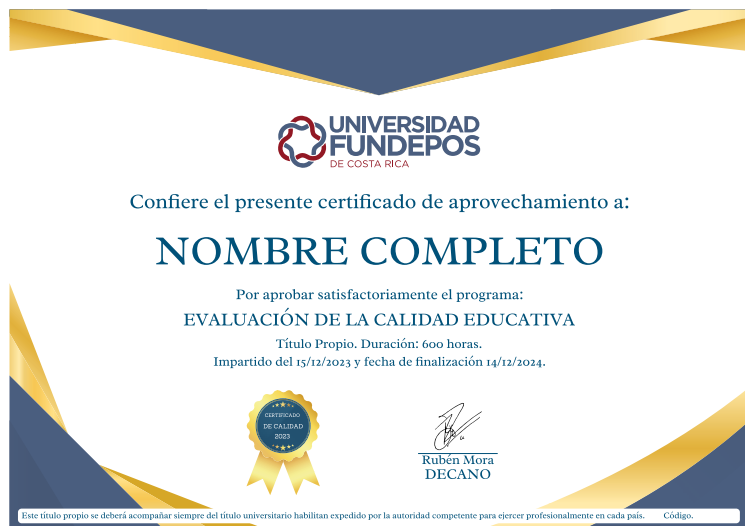 UNIVERSIDAD
FUNDEPOS
DE COSTA RICA
Confiere el presente certificado de aprovechamiento a:
NOMBRE COMPLETO
Por aprobar satisfactoriamente el programa:
EVALUACIÓN DE LA CALIDAD EDUCATIVA
Título Propio. Duración: 600 horas.
Impartido del 15/12/2023 y fecha de finalización 14/12/2024.
CERTIFICADO
DE CALIDAD
2023
Rubén Mora
DECANO
Este título propio se deberá acompañar siempre del título universitario habilitan expedido por la autoridad competente para ejercer profesionalmente en cada país. Código.